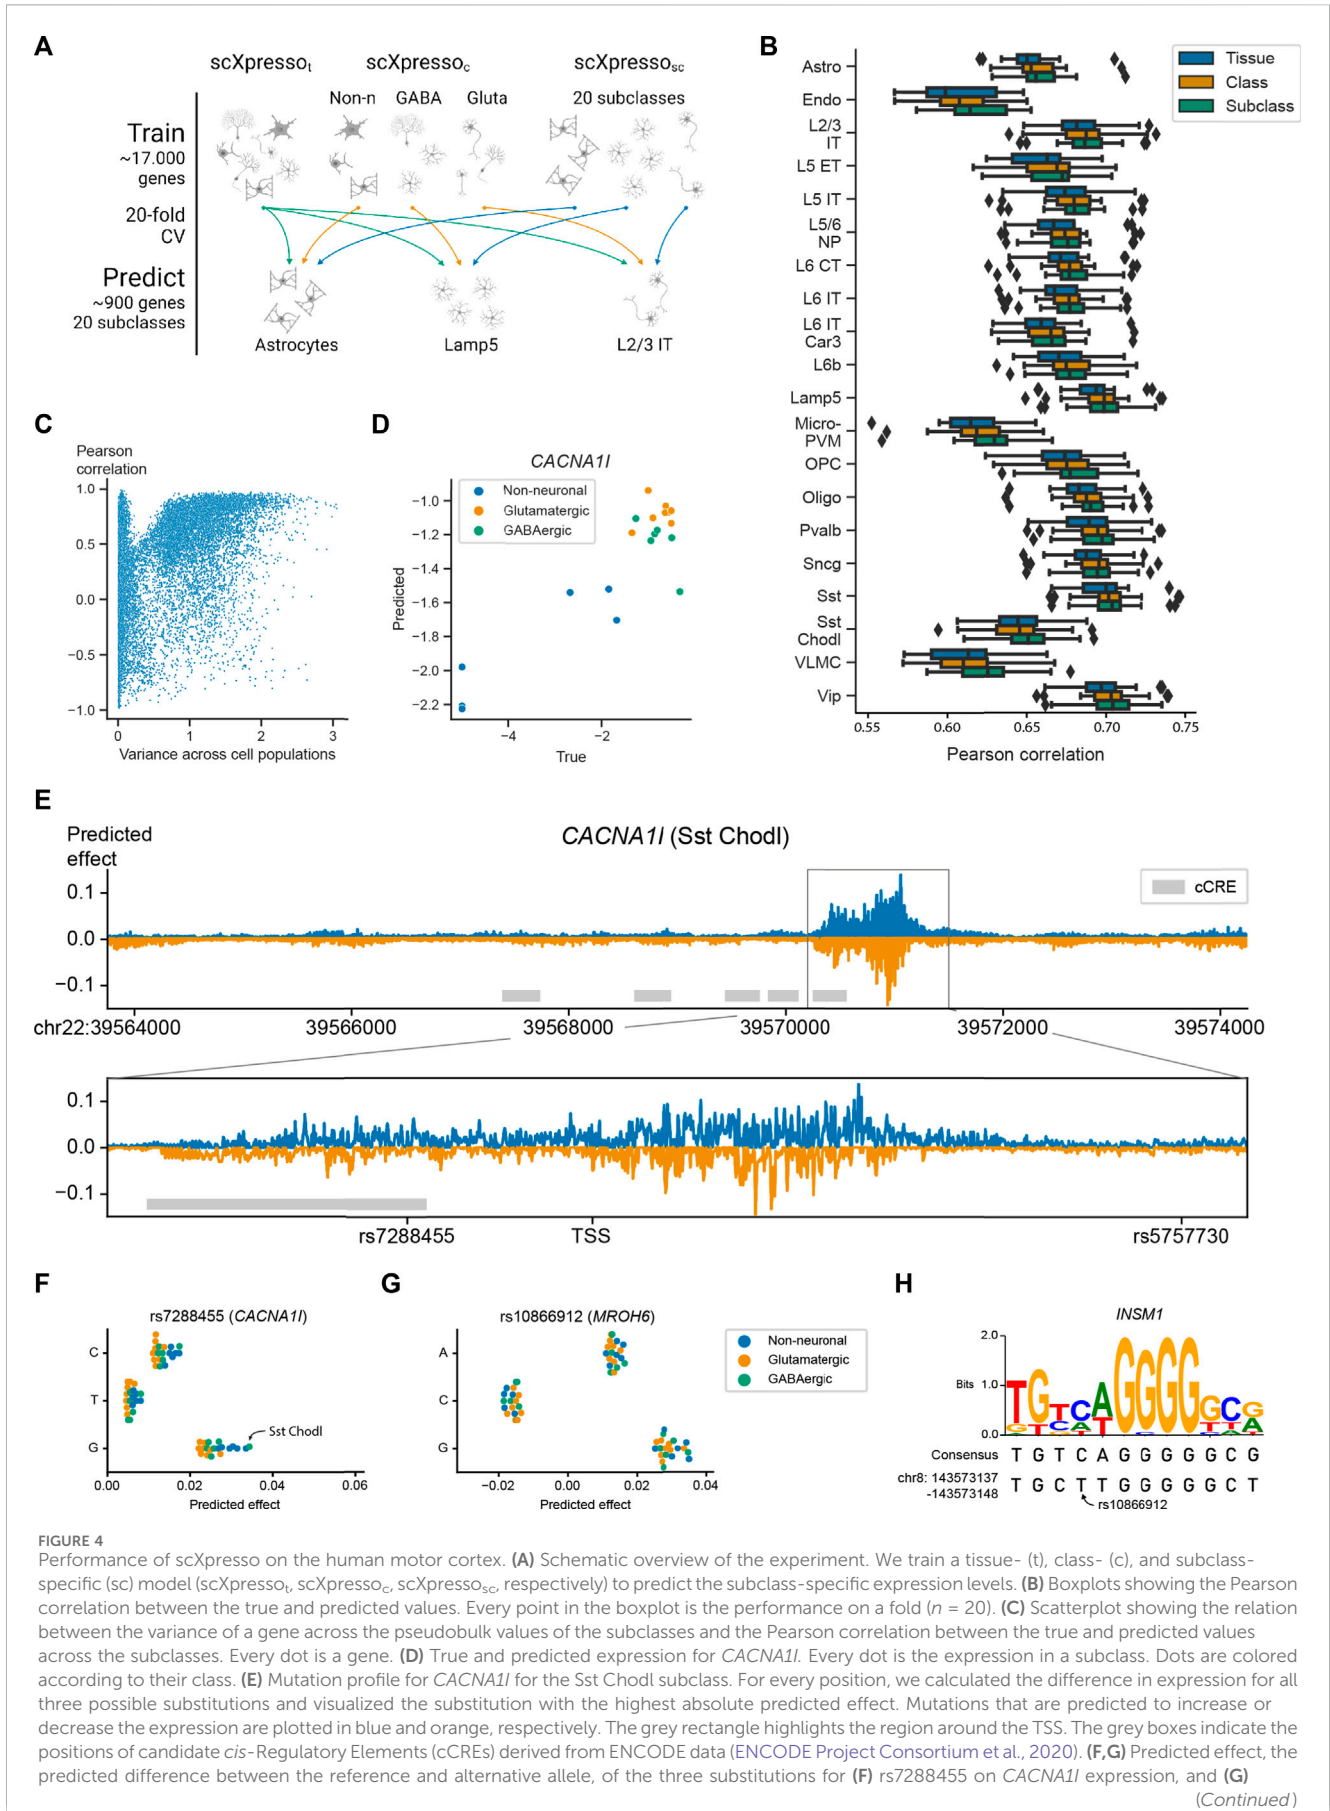 A
scXpressot
scXpressoc
scXpressosc
Non-n
GABA
Gluta
20 subclasses
Train
~17.000
genes
20-fold
CV
Predict
~900 genes
20 subclasses
Astrocytes
Lamp5
L2/3 IT
B
Tissue
Class
Subclass
Astro
Endo
L2/3
IT
L5 ET
L5 IT
L5/6
NP
L6 CT
L6 IT
L6 IT
Car3
L6b
Lamp5
Micro-
PVM
OPC
Oligo
Pvalb
Sncg
Sst
Sst
Chodl
VLMC
Vip
0.55
0.60
0.65
0.70
0.75
Pearson correlation
C
Pearson
correlation
1.0
0.5
0.0
−0.5
−1.0
0
1
2
3
Variance across cell populations
D
CACNA1I
Non-neuronal
Glutamatergic
GABAergic
−1.0
−1.2
−1.4
−1.6
−1.8
−2.0
−2.2
Predicted
−4
−2
True
E
Predicted
effect
CACNA1I (Sst Chodl)
cCRE
0.1
0.0
−0.1
chr22:39564000
39566000
39568000
39570000
39572000
39574000
0.1
0.0
−0.1
rs7288455
TSS
rs5757730
F
rs7288455 (CACNA1I)
C
T
G
Sst Chodl
0.00
0.02
0.04
0.06
Predicted effect
G
rs10866912 (MROH6)
A
C
G
−0.02
0.00
0.02
0.04
Predicted effect
Non-neuronal
Glutamatergic
GABAergic
H
INSM1
2.0
Bits
1.0
0.0
Consensus T G T C A G G G G G C G
chr8: 143573137
-143573148
T G C T T G G G G G C T
rs10866912
FIGURE 4
Performance of scXpresso on the human motor cortex. (A) Schematic overview of the experiment. We train a tissue- (t), class- (c), and subclass-
specific (sc) model (scXpressot, scXpressoc, scXpressosc, respectively) to predict the subclass-specific expression levels. (B) Boxplots showing the Pearson
correlation between the true and predicted values. Every point in the boxplot is the performance on a fold (n = 20). (C) Scatterplot showing the relation
between the variance of a gene across the pseudobulk values of the subclasses and the Pearson correlation between the true and predicted values
across the subclasses. Every dot is a gene. (D) True and predicted expression for CACNA1I. Every dot is the expression in a subclass. Dots are colored
according to their class. (E) Mutation profile for CACNA1I for the Sst Chodl subclass. For every position, we calculated the difference in expression for all
three possible substitutions and visualized the substitution with the highest absolute predicted effect. Mutations that are predicted to increase or
decrease the expression are plotted in blue and orange, respectively. The grey rectangle highlights the region around the TSS. The grey boxes indicate the
positions of candidate cis-Regulatory Elements (cCREs) derived from ENCODE data (ENCODE Project Consortium et al., 2020). (F,G) Predicted effect, the
predicted difference between the reference and alternative allele, of the three substitutions for (F) rs7288455 on CACNA1I expression, and (G)
(Continued)